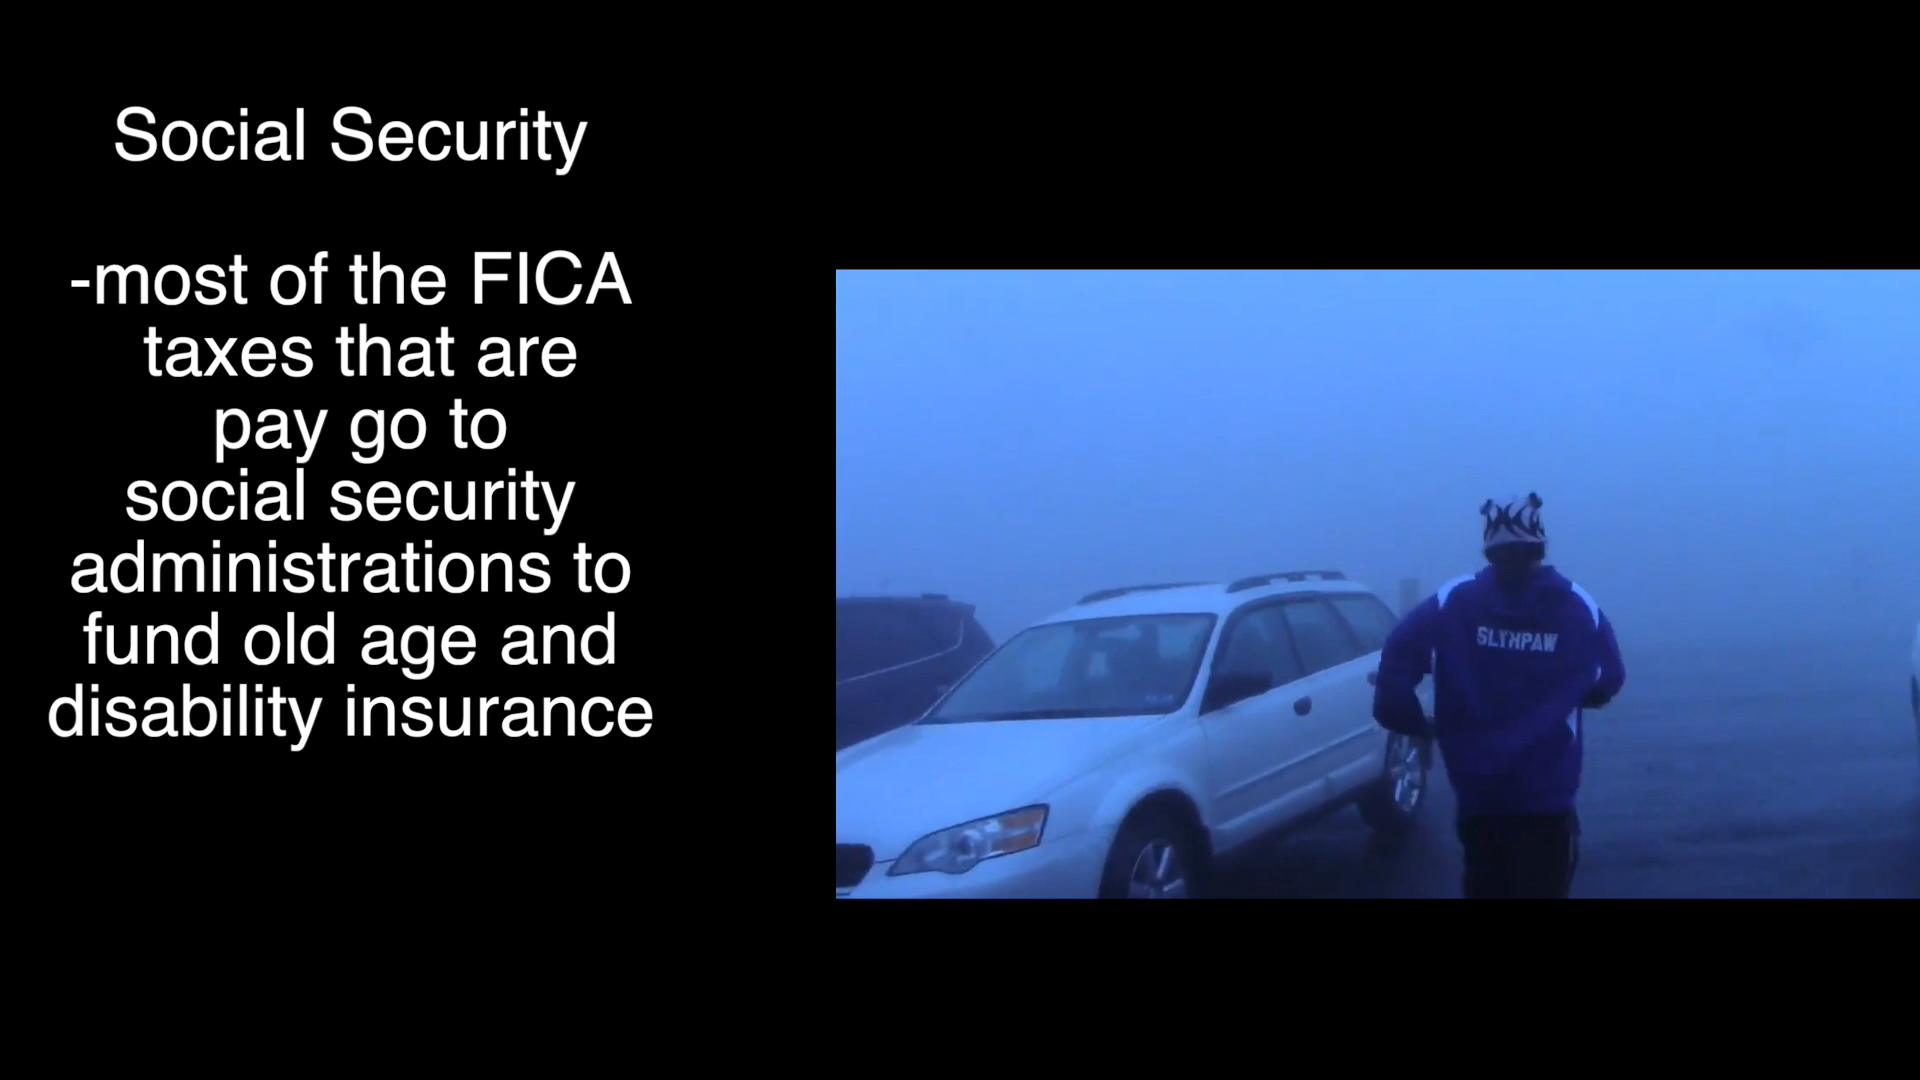 Social Security
-most of the FICA
taxes that are
pay go to
social security
administrations to
fund old age and
disability insurance
SLYHPAW